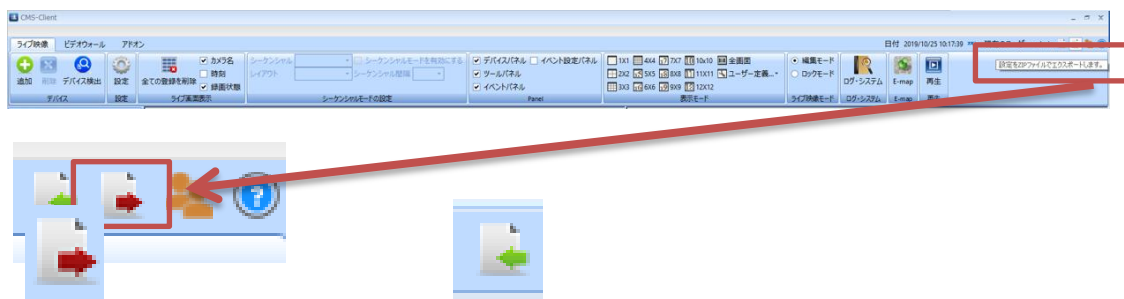 CMS-Client
ライブ映像 ビデオウォール アドオン
日付 2019/10/25 10:17:39
追加 削除 デバイス検出
デバイス
設定
設定
全ての登録を削除
カメラ名
時刻
録画状態
ライブ画面表示
シーケンシャル シーケンシャルモードを有効にする
レイアウト シーケンシャル間隔
シーケンシャルモードの設定
デバイスパネル イベント設定パネル
ツールパネル
イベントパネル
Panel
1X1 4X4 7X7 10x10 全画面
2X2 5X5 8X8 11X11 ユーザー定義...
3X3 6X6 9X9 12X12
表示モード
編集モード
ロックモード
ライブ映像モード
ログ・システム
ログ・システム
E-map
E-map
再生
再生
設定をZIPファイルでエクスポートします。